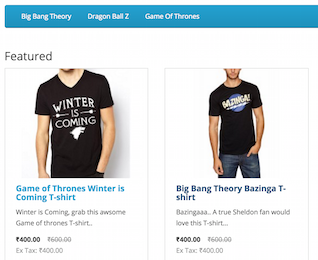 Big Bang Theory Dragon Ball Z Game Of Thrones
Featured
WINTER
IS
COMING
BAZINGA!
Game of Thrones Winter is
Coming T-shirt
Winter is Coming, grab this awsome
Game of thrones T-shirt..
₹400.00 ₹600.00
Ex Tax: ₹400.00
Big Bang Theory Bazinga T-
shirt
Bazingaaa.. A true Sheldon fan would
love this T-shirt...
₹400.00 ₹600.00
Ex Tax: ₹400.00